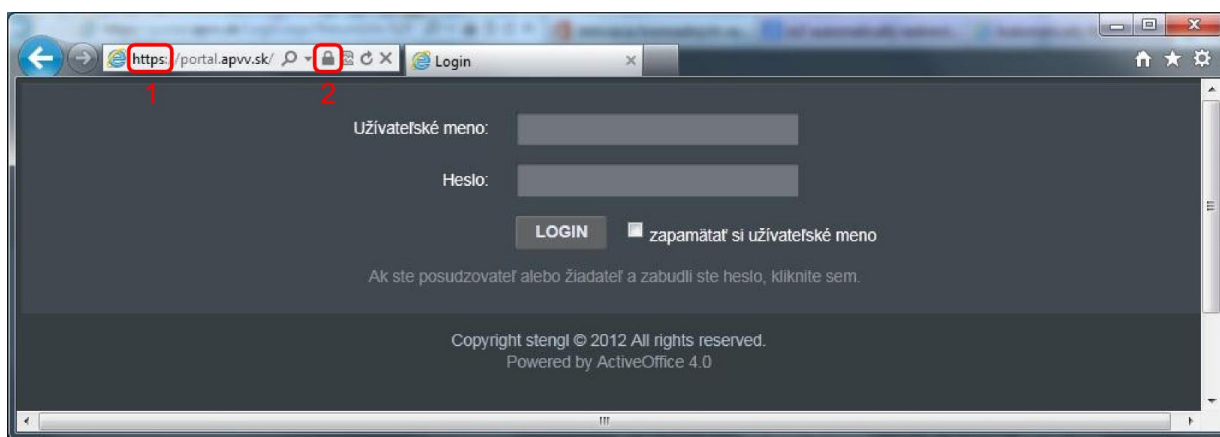 https://portal.apvv.sk/
Login
1
2
Užívateľské meno:
Heslo:
LOGIN
zapamätať si užívateľské meno
Ak ste posudzovateľ alebo žiadateľ a zabudli ste heslo, kliknite sem.
Copyright stengl © 2012 All rights reserved.
Powered by ActiveOffice 4.0